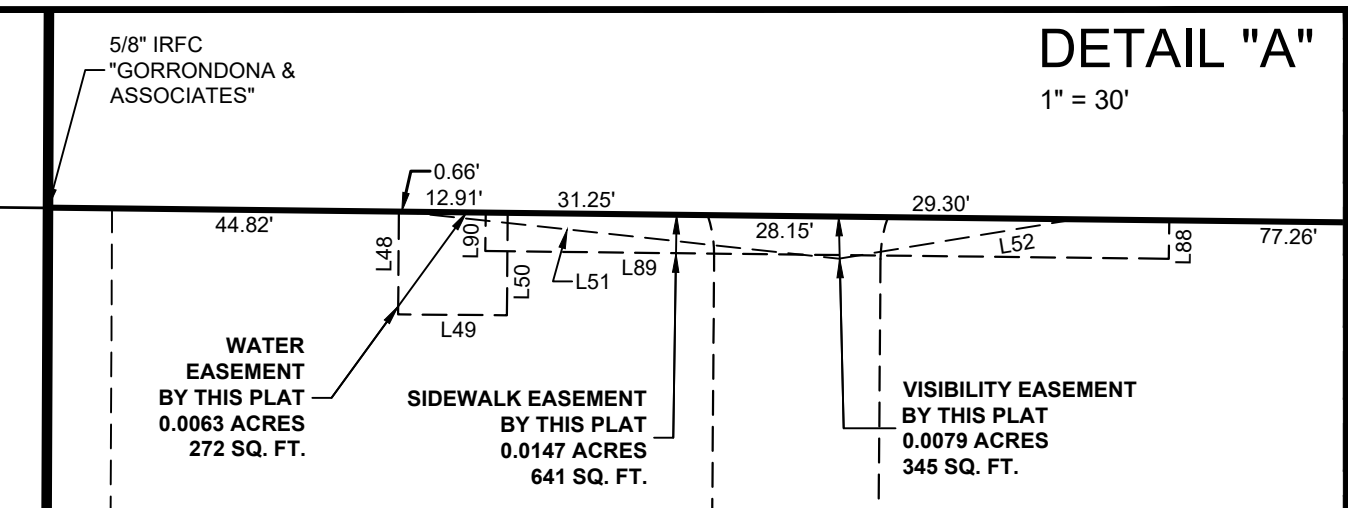 5/8" IRFC
"GORRONDONA &
ASSOCIATES"
DETAIL "A"
1" = 30'
0.66'
12.91'
31.25'
29.30'
44.82'
28.15'
77.26'
L48
L90
L50
L51
L89
L52
L88
L49
WATER
EASEMENT
BY THIS PLAT
0.0063 ACRES
272 SQ. FT.
SIDEWALK EASEMENT
BY THIS PLAT
0.0147 ACRES
641 SQ. FT.
VISIBILITY EASEMENT
BY THIS PLAT
0.0079 ACRES
345 SQ. FT.